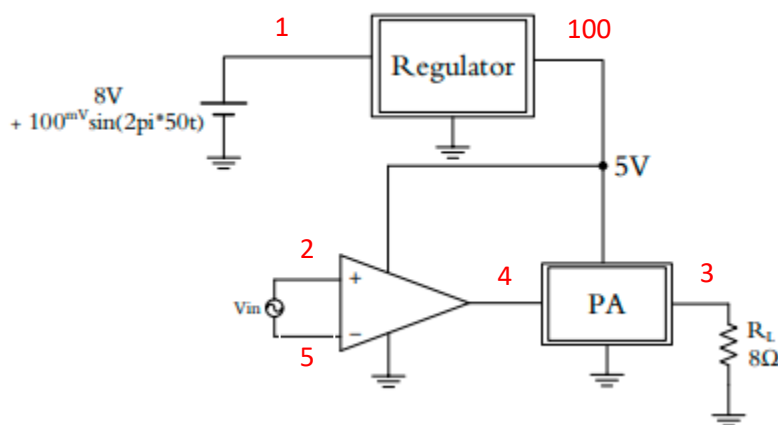 1
100
Regulator
8V
+ 100mVsin(2pi*50t)
5V
2
+
4
3
Vin
PA
−
5
RL
8Ω